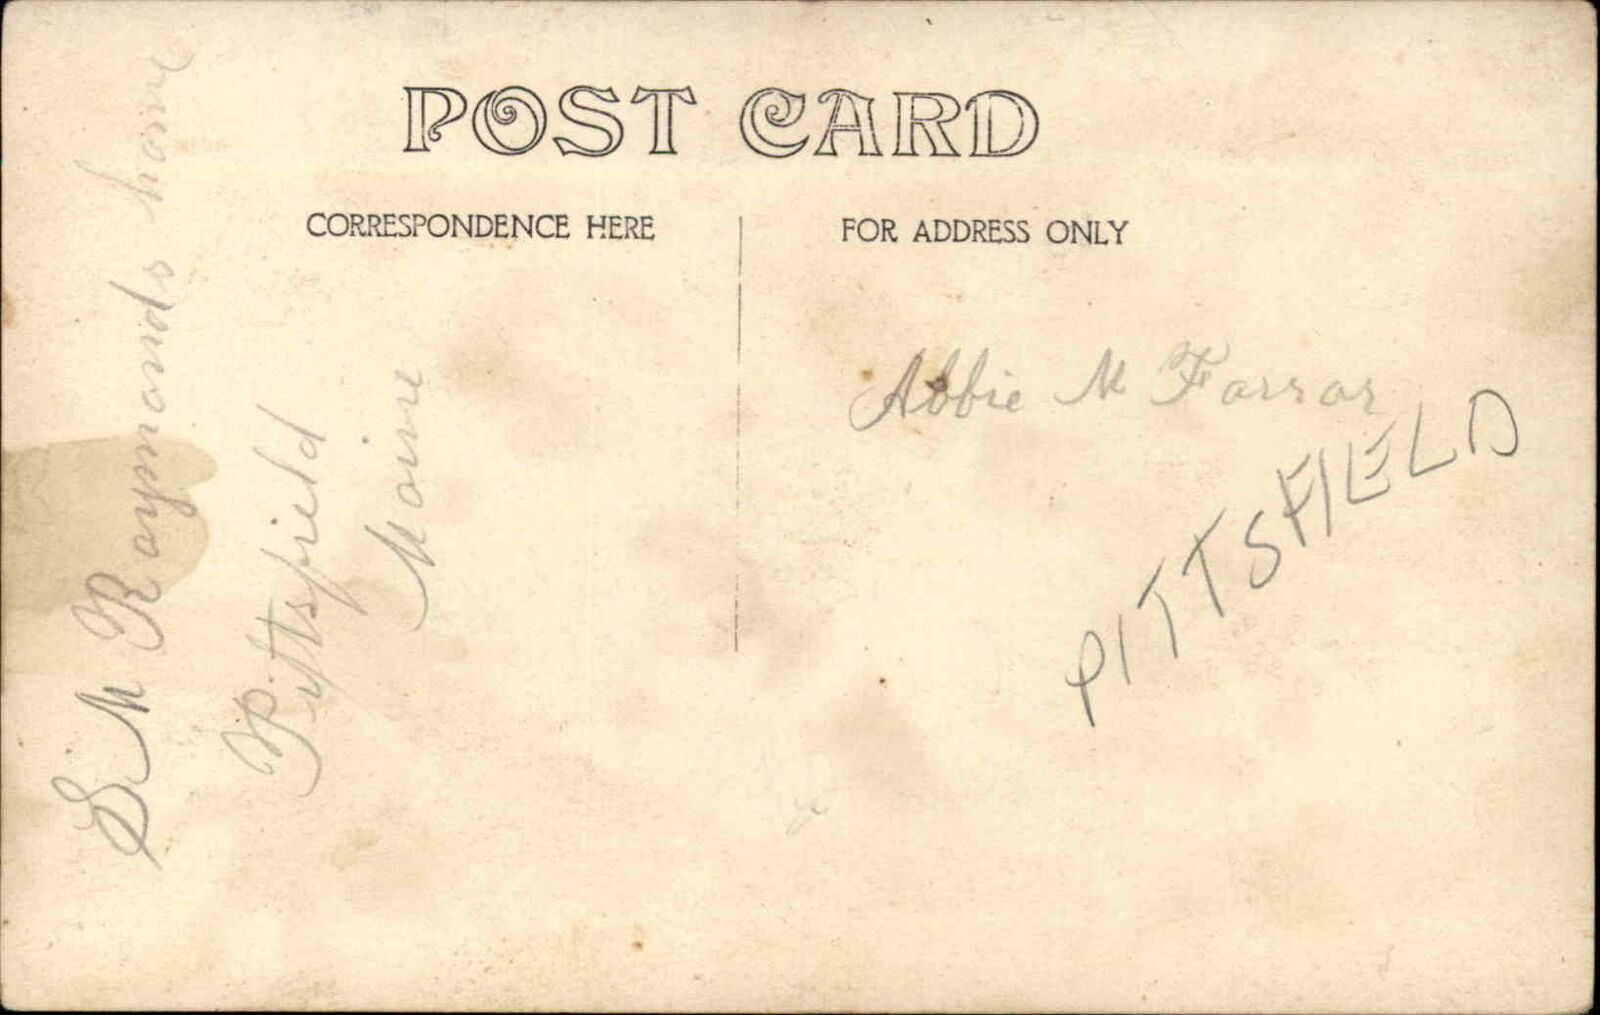 POST CARD
CORRESPONDENCE HERE
FOR ADDRESS ONLY
S M Raymonds home
Pittsfield
Maine
Abbie M Farrar
PITTSFIELD